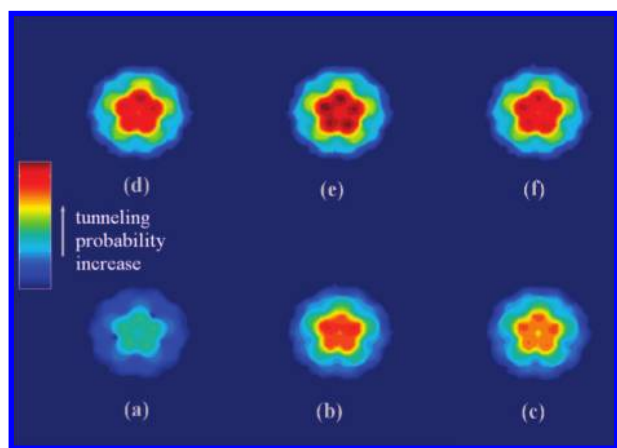 (d) (e) (f)
tunneling
probability
increase
(a) (b) (c)